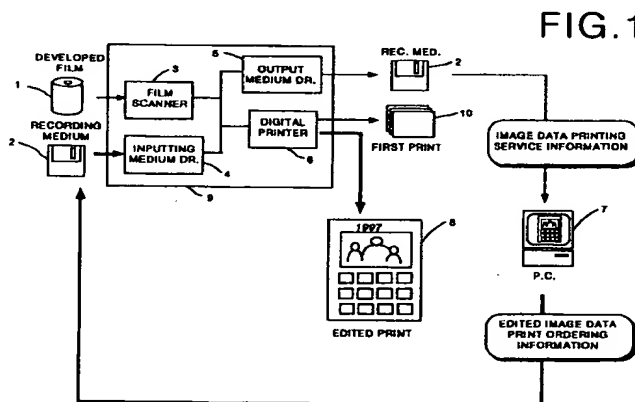 FIG.1
DEVELOPED
FILM
1
3
FILM
SCANNER
5
OUTPUT
MEDIUM DR.
REC. MED.
2
RECORDING
MEDIUM
2
INPUTTING
MEDIUM DR.
4
DIGITAL
PRINTER
6
10
FIRST PRINT
9
IMAGE DATA PRINTING
SERVICE INFORMATION
1997
8
EDITED PRINT
7
P.C.
EDITED IMAGE DATA
PRINT ORDERING
INFORMATION